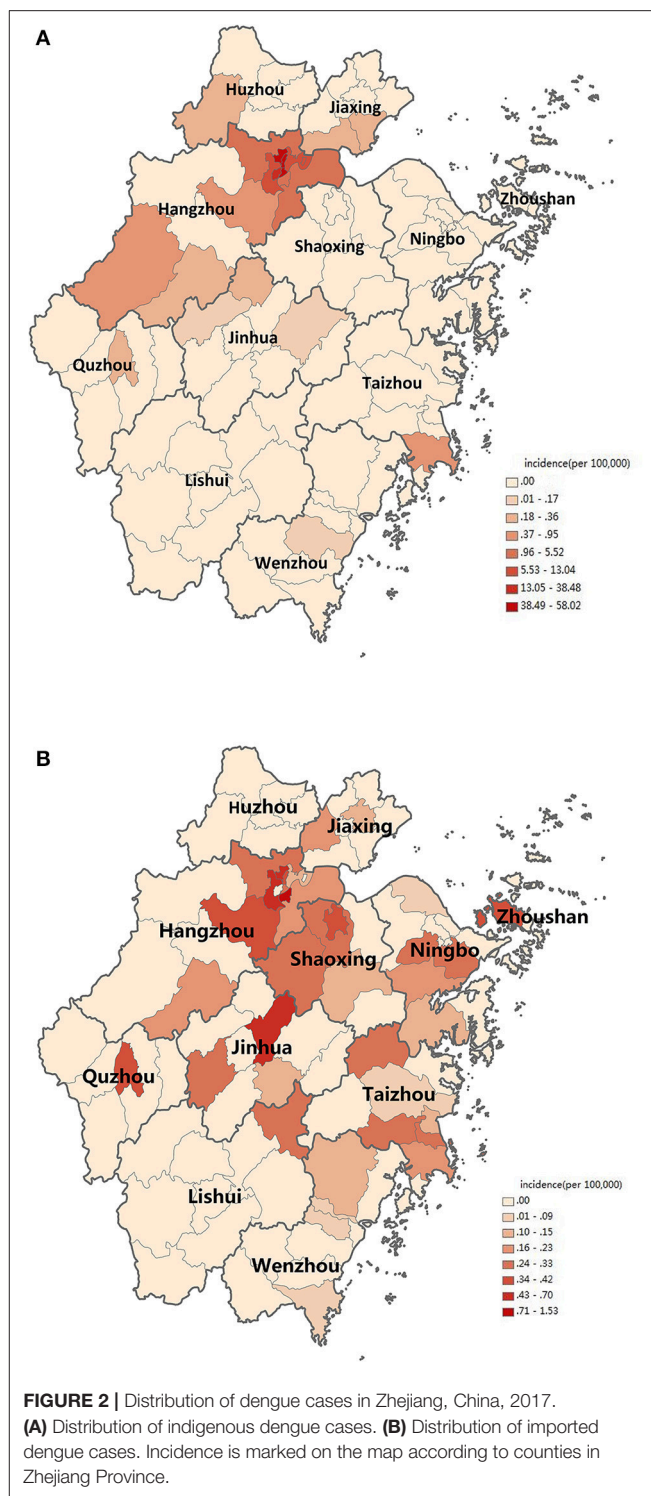 A
Huzhou
Jiaxing
Hangzhou
Zhoushan
Shaoxing
Ningbo
Jinhua
Quzhou
Taizhou
Lishui
Wenzhou
incidence(per 100,000)
.00
.01 - .17
.18 - .36
.37 - .95
.96 - 5.52
5.53 - 13.04
13.05 - 38.48
38.49 - 58.02
B
Huzhou
Jiaxing
Hangzhou
Zhoushan
Shaoxing
Ningbo
Jinhua
Quzhou
Taizhou
Lishui
Wenzhou
incidence(per 100,000)
.00
.01 - .09
.10 - .15
.16 - .23
.24 - .33
.34 - .42
.43 - .70
.71 - 1.53
FIGURE 2 | Distribution of dengue cases in Zhejiang, China, 2017.
(A) Distribution of indigenous dengue cases. (B) Distribution of imported
dengue cases. Incidence is marked on the map according to counties in
Zhejiang Province.